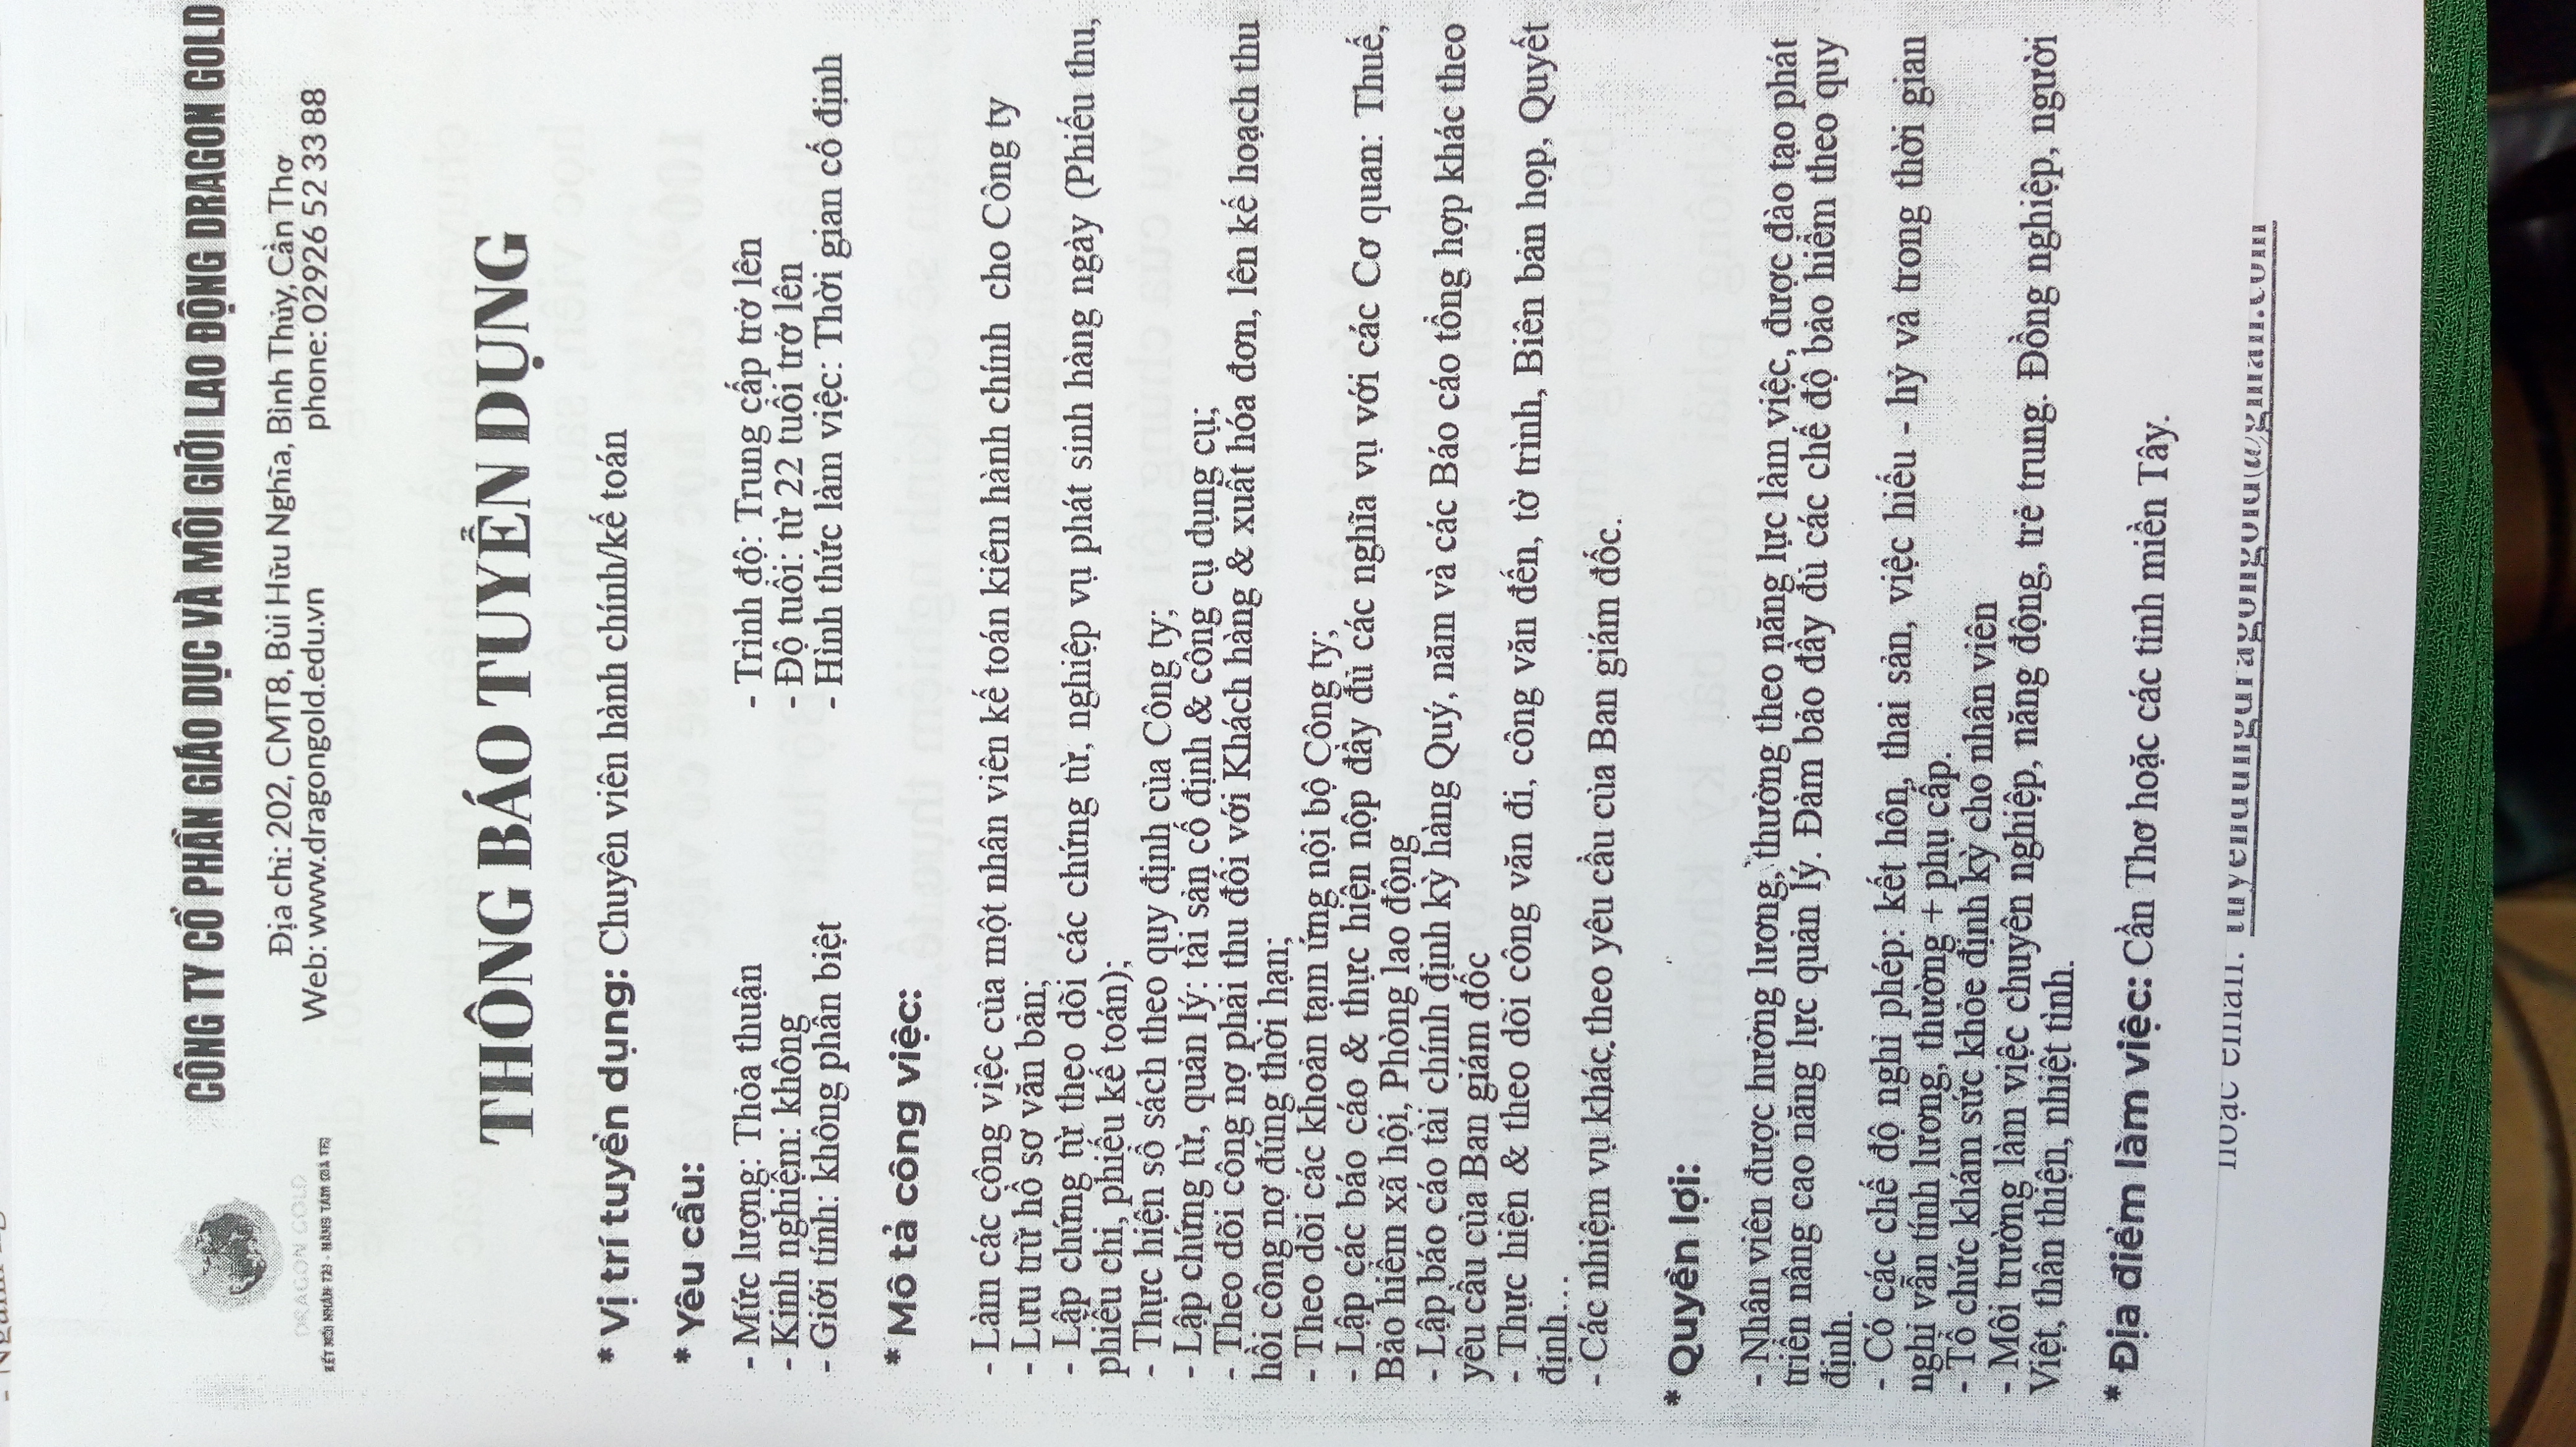 CÔNG TY CỔ PHẦN GIÁO DỤC VÀ MÔI GIỚI LAO ĐỘNG DRAGON GOLD
Địa chỉ: 202, CMT8, Bùi Hữu Nghĩa, Bình Thủy, Cần Thơ
Web: www.dragongold.edu.vn phone: 02926 52 33 88
DRAGON GOLD
KẾT NỐI NHÂN TÀI - NÂNG TẦM GIÁ TRỊ
THÔNG BÁO TUYỂN DỤNG
* Vị trí tuyển dụng: Chuyên viên hành chính/kế toán
* Yêu cầu:
- Mức lương: Thỏa thuận - Trình độ: Trung cấp trở lên
- Kinh nghiệm: không - Độ tuổi: từ 22 tuổi trở lên
- Giới tính: không phân biệt - Hình thức làm việc: Thời gian cố định
* Mô tả công việc:
- Làm các công việc của một nhân viên kế toán kiêm hành chính cho Công ty
- Lưu trữ hồ sơ văn bản;
- Lập chứng từ theo dõi các chứng từ, nghiệp vụ phát sinh hàng ngày (Phiếu thu,
phiếu chi, phiếu kế toán);
- Thực hiện sổ sách theo quy định của Công ty;
- Lập chứng từ, quản lý: tài sản cố định & công cụ dụng cụ;
- Theo dõi công nợ phải thu đối với Khách hàng & xuất hóa đơn, lên kế hoạch thu
hồi công nợ đúng thời hạn;
- Theo dõi các khoản tạm ứng nội bộ Công ty;
- Lập các báo cáo & thực hiện nộp đầy đủ các nghĩa vụ với các Cơ quan: Thuế,
Bảo hiểm xã hội, Phòng lao động
- Lập báo cáo tài chính định kỳ hàng Quý, năm và các Báo cáo tổng hợp khác theo
yêu cầu của Ban giám đốc
- Thực hiện & theo dõi công văn đi, công văn đến, tờ trình, Biên bản họp, Quyết
định…
- Các nhiệm vụ khác theo yêu cầu của Ban giám đốc.
* Quyền lợi:
- Nhân viên được hưởng lương, thưởng theo năng lực làm việc, được đào tạo phát
triển nâng cao năng lực quản lý. Đảm bảo đầy đủ các chế độ bảo hiểm theo quy
định.
- Có các chế độ nghỉ phép: kết hôn, thai sản, việc hiếu - hỷ và trong thời gian
nghỉ vẫn tính lương, thưởng + phụ cấp.
- Tổ chức khám sức khỏe định kỳ cho nhân viên
- Môi trường làm việc chuyên nghiệp, năng động, trẻ trung. Đồng nghiệp, người
Việt, thân thiện, nhiệt tình.
* Địa điểm làm việc: Cần Thơ hoặc các tỉnh miền Tây.
hoặc email: tuyendungdragongold@gmail.com